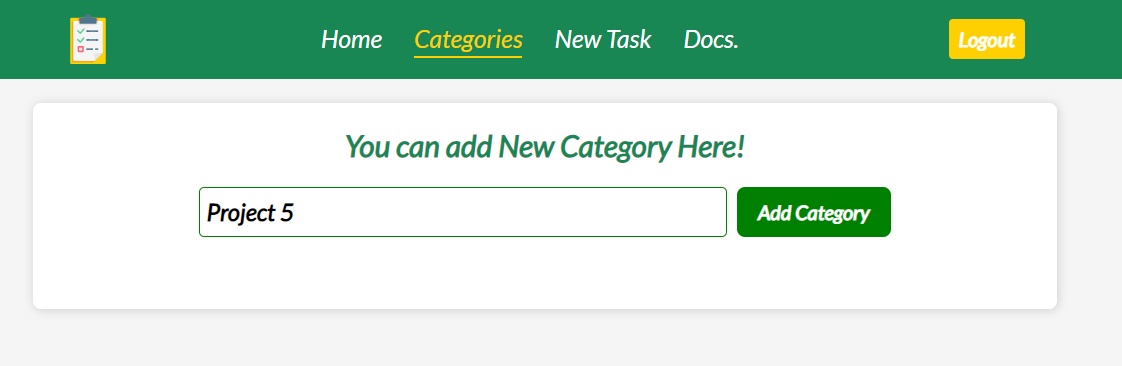 Home Categories New Task Docs. Logout
You can add New Category Here!
Project 5 Add Category